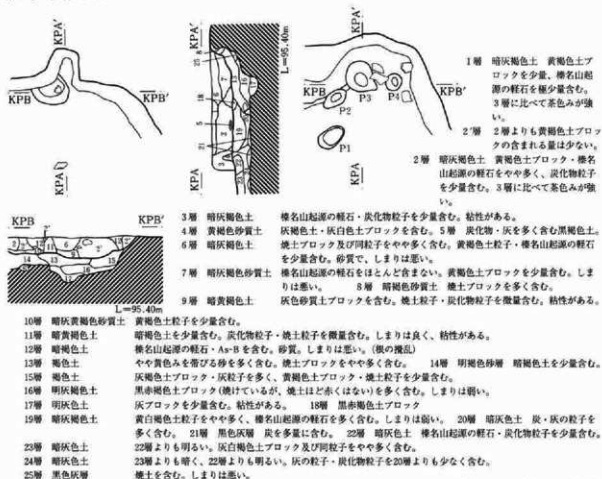 KPA'
KPA'
KPA'
L=95.40m
KPB
KPB'
KPB
KPB'
P3
P4
P2
P1
KPA
KPA
KPA
1層 暗灰褐色土 黄褐色土ブ
ロックを少量、榛名山起
源の軽石を極少量含む。
3層に比べて茶色みが強
い。
2'層 2層よりも黄褐色土ブロッ
クの含まれる量は少ない。
2層 暗灰褐色土 黄褐色土ブロック・榛名
山起源の軽石をやや多く、炭化物粒子
を少量含む。3層に比べて茶色みが強
い。
KPB
KPB'
L=95.40m
3層 暗灰褐色土 榛名山起源の軽石・炭化物粒子を少量含む。粘性がある。
4層 黄褐色砂質土 灰褐色土・灰白色土ブロックを含む。5層 炭化物・灰を多く含む黒褐色土。
6層 暗灰褐色土 焼土ブロック及び同粒子をやや多く含む。黄褐色土粒子・榛名山起源の軽石
を少量含む。砂質で、しまりは悪い。
7層 暗灰褐色砂質土 榛名山起源の軽石をほとんど含まない。黄褐色土ブロックを少量含む。しま
りは悪い。 8層 暗褐色砂質土 焼土ブロックを多く含む。
9層 暗黄褐色土 灰色砂質土ブロックを含む。焼土粒子・炭化物粒子を微量含む。粘性がある。
10層 暗灰黄褐色砂質土 黄褐色土粒子を少量含む。
11層 暗黄褐色土 暗褐色土を少量含む。炭化物粒子・焼土粒子を微量含む。しまりは良く、粘性がある。
12層 暗褐色土 榛名山起源の軽石・As-Bを含む。砂質。しまりは悪い。(根の攪乱)
13層 褐色土 やや黄色みを帯びる砂を多く含む。焼土ブロックをやや多く含む。 14層 明褐色砂層 暗褐色土を少量含む。
15層 褐色土 灰褐色土ブロック・灰粒子を多く、黄褐色土ブロック・焼土粒子を少量含む。
16層 明灰褐色土 黒赤褐色土ブロック(焼けているが、焼土ほど赤くはない)を多く含む。しまりは弱い。
17層 明灰色土 灰ブロックを少量含む。粘性がある。 18層 黒赤褐色土ブロック
19層 暗灰褐色土 黄白褐色土粒子をやや多く、榛名山起源の軽石を多く含む。しまりは弱い。 20層 暗灰色土 炭・灰の粒子を
多く含む。 21層 黒色灰層 炭を多量に含む。 22層 暗灰色土 榛名山起源の軽石・炭化物粒子を少量含む。
23層 暗灰色土 22層よりも明るい。灰白褐色土ブロック及び同粒子をやや多く含む。
24層 暗灰色土 23層よりも暗く、22層よりも明るい。灰の粒子・炭化物粒子を20層よりも少なく含む。
25層 黒色灰層 焼土を含む。しまりは悪い。